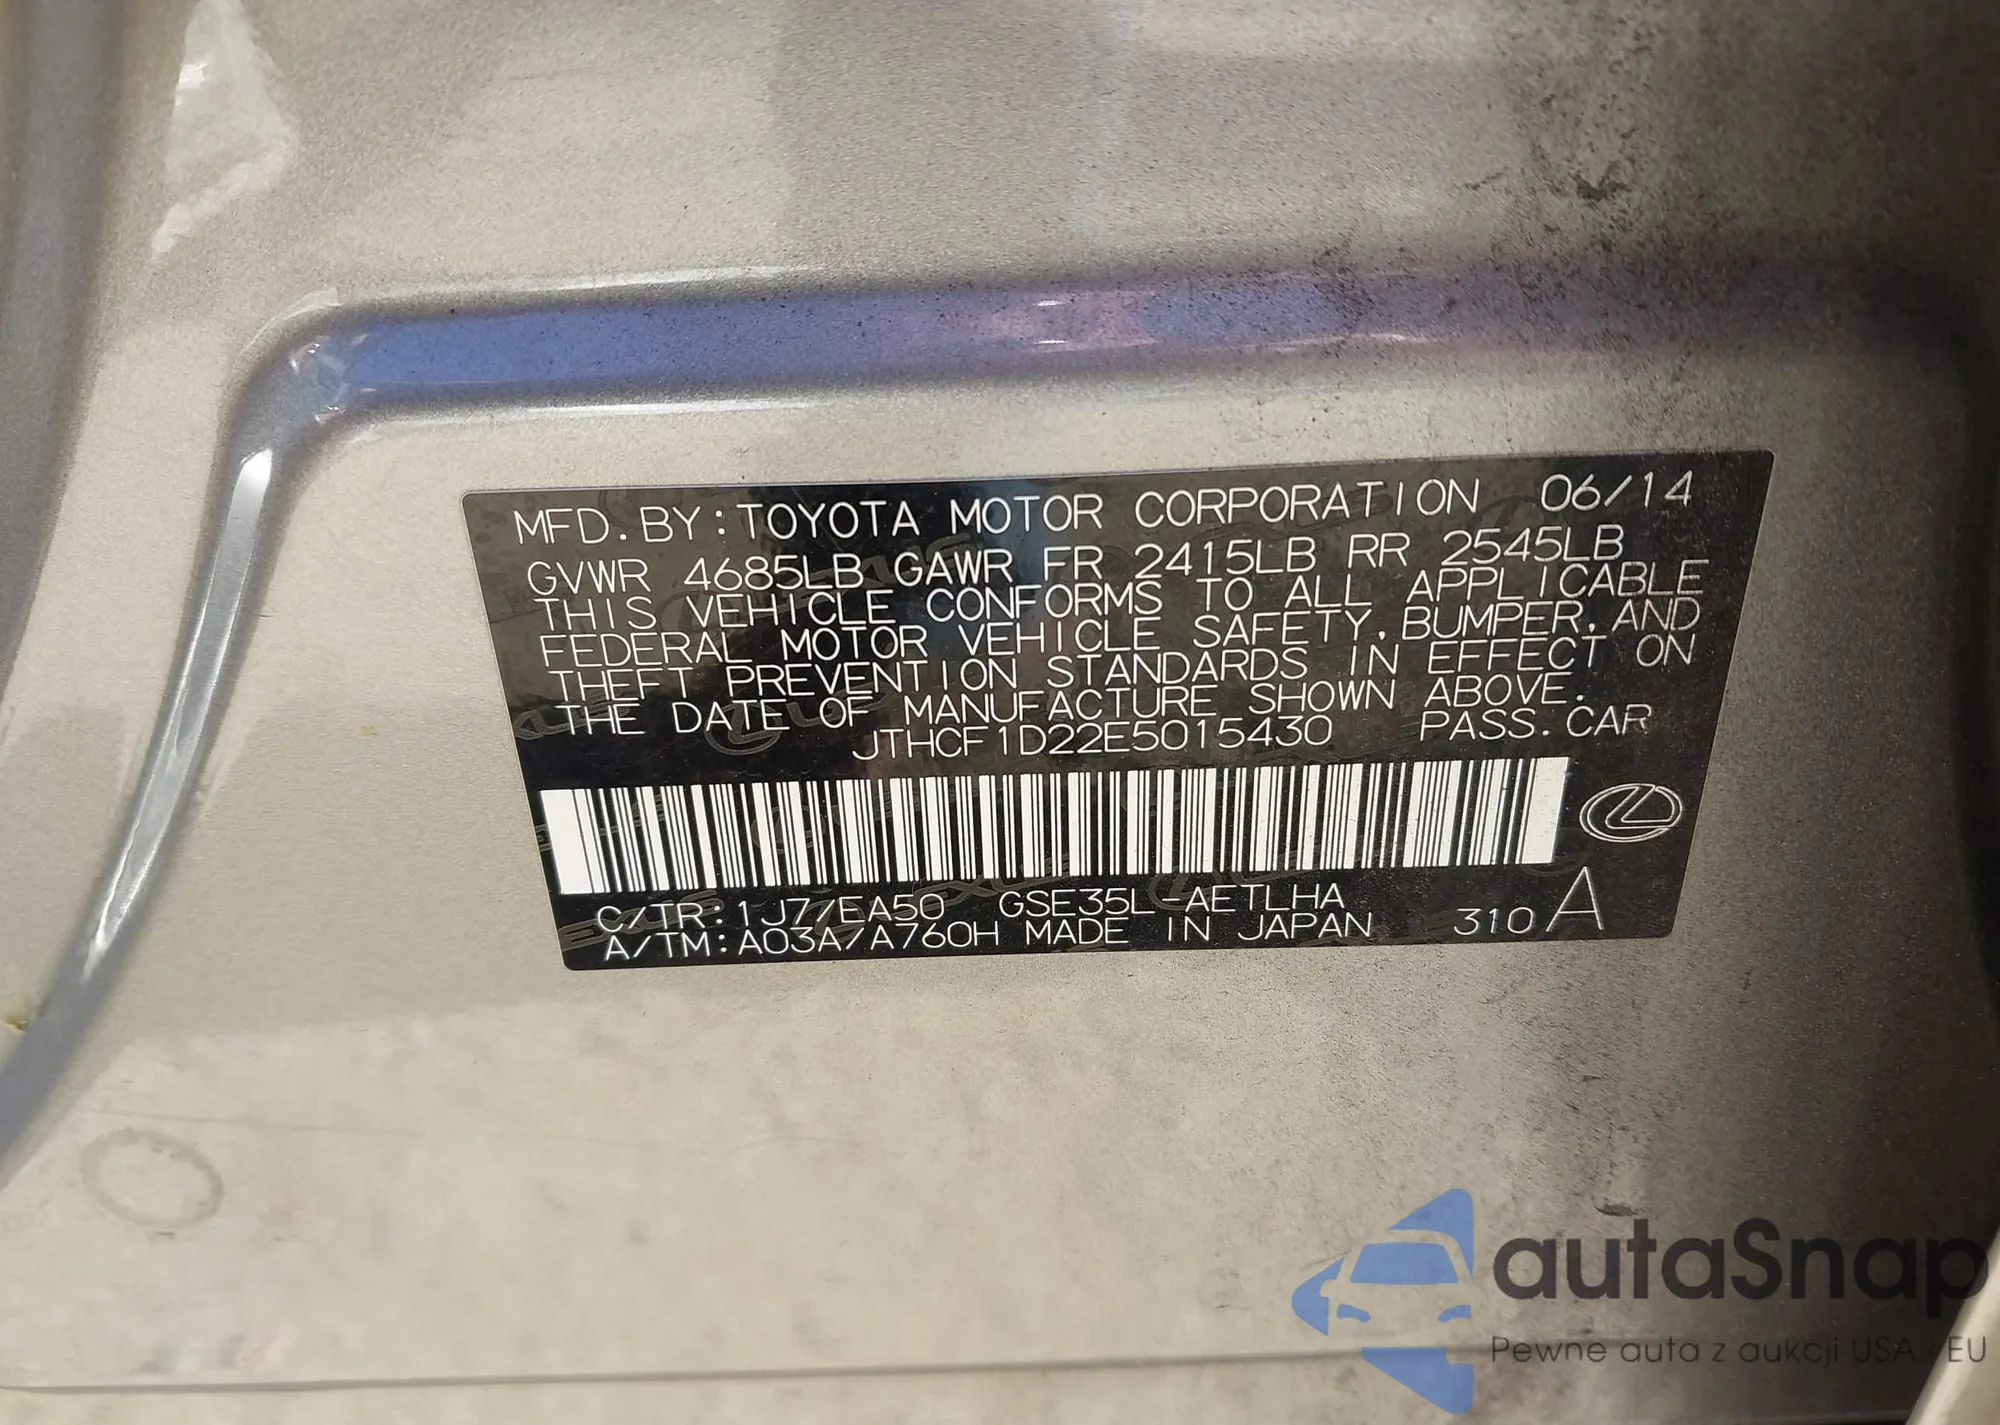 MFD. BY: TOYOTA MOTOR CORPORATION 06/14
GVWR 4685LB GAWR FR 2415LB RR 2545LB
THIS VEHICLE CONFORMS TO ALL APPLICABLE
FEDERAL MOTOR VEHICLE SAFETY, BUMPER, AND
THEFT PREVENTION STANDARDS IN EFFECT ON
THE DATE OF MANUFACTURE SHOWN ABOVE.
JTHCF1D22E5015430 PASS. CAR
C/TR: 1J7/EA50 GSE35L-AETLHA
A/TM: A03A/A760H MADE IN JAPAN 310 A
autaSnap
Pewne auta z aukcji USA i EU